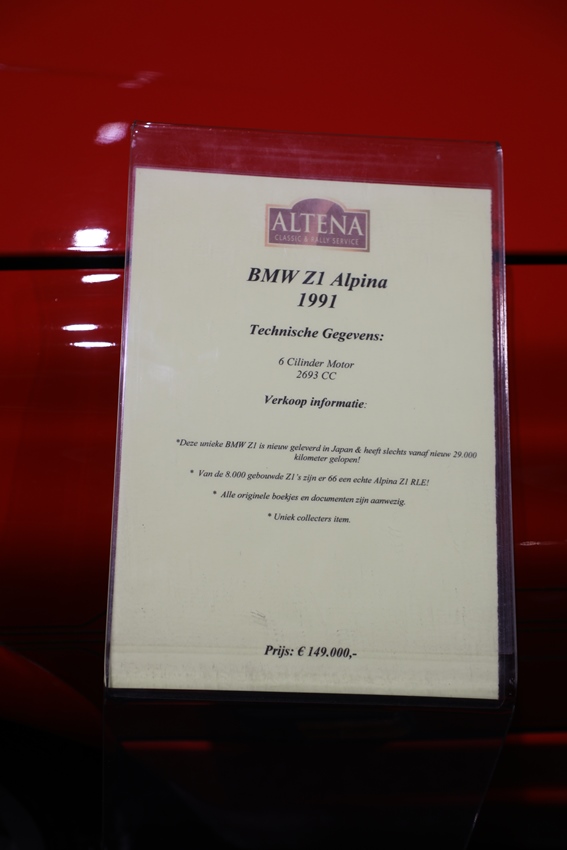 ALTENA
CLASSIC & RALLY SERVICE
BMW Z1 Alpina
1991
Technische Gegevens:
6 Cilinder Motor
2693 CC
Verkoop informatie:
*Deze unieke BMW Z1 is nieuw geleverd in Japan & heeft slechts vanaf nieuw 29.000
kilometer gelopen!
* Van de 8.000 gebouwde Z1's zijn er 66 een echte Alpina Z1 RLE!
* Alle originele boekjes en documenten zijn aanwezig.
* Uniek collecters item.
Prijs: € 149.000,-